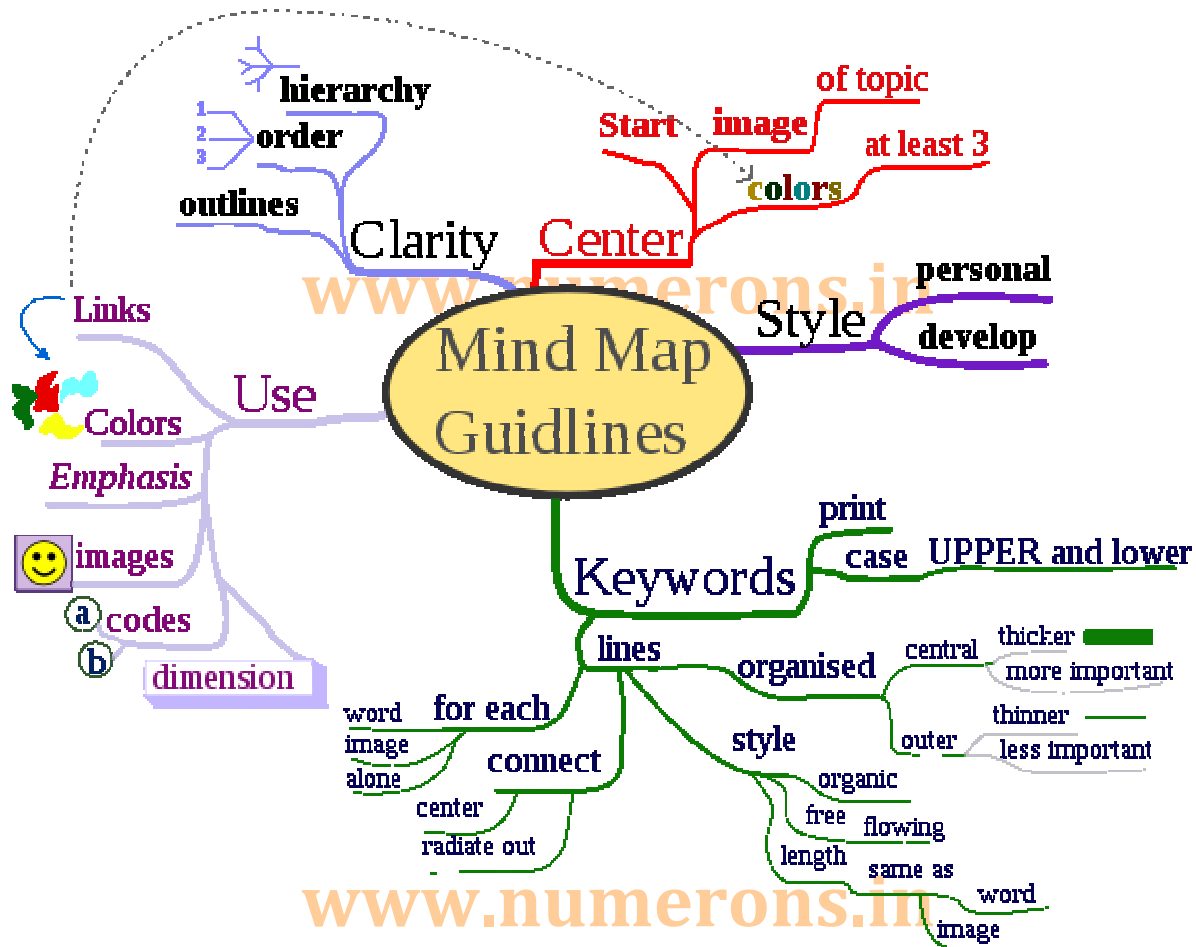 hierarchy
1
2
3
order
outlines
Clarity
Start
image
of topic
at least 3
colors
Center
www.numerons.in
personal
Style
develop
Mind Map
Guidlines
Links
Use
Colors
Emphasis
images
a
codes
b
dimension
print
case
UPPER and lower
Keywords
lines
organised
central
thicker
more important
outer
thinner
less important
for each
word
image
alone
connect
center
radiate out
style
organic
free
flowing
length
same as
word
image
www.numerons.in